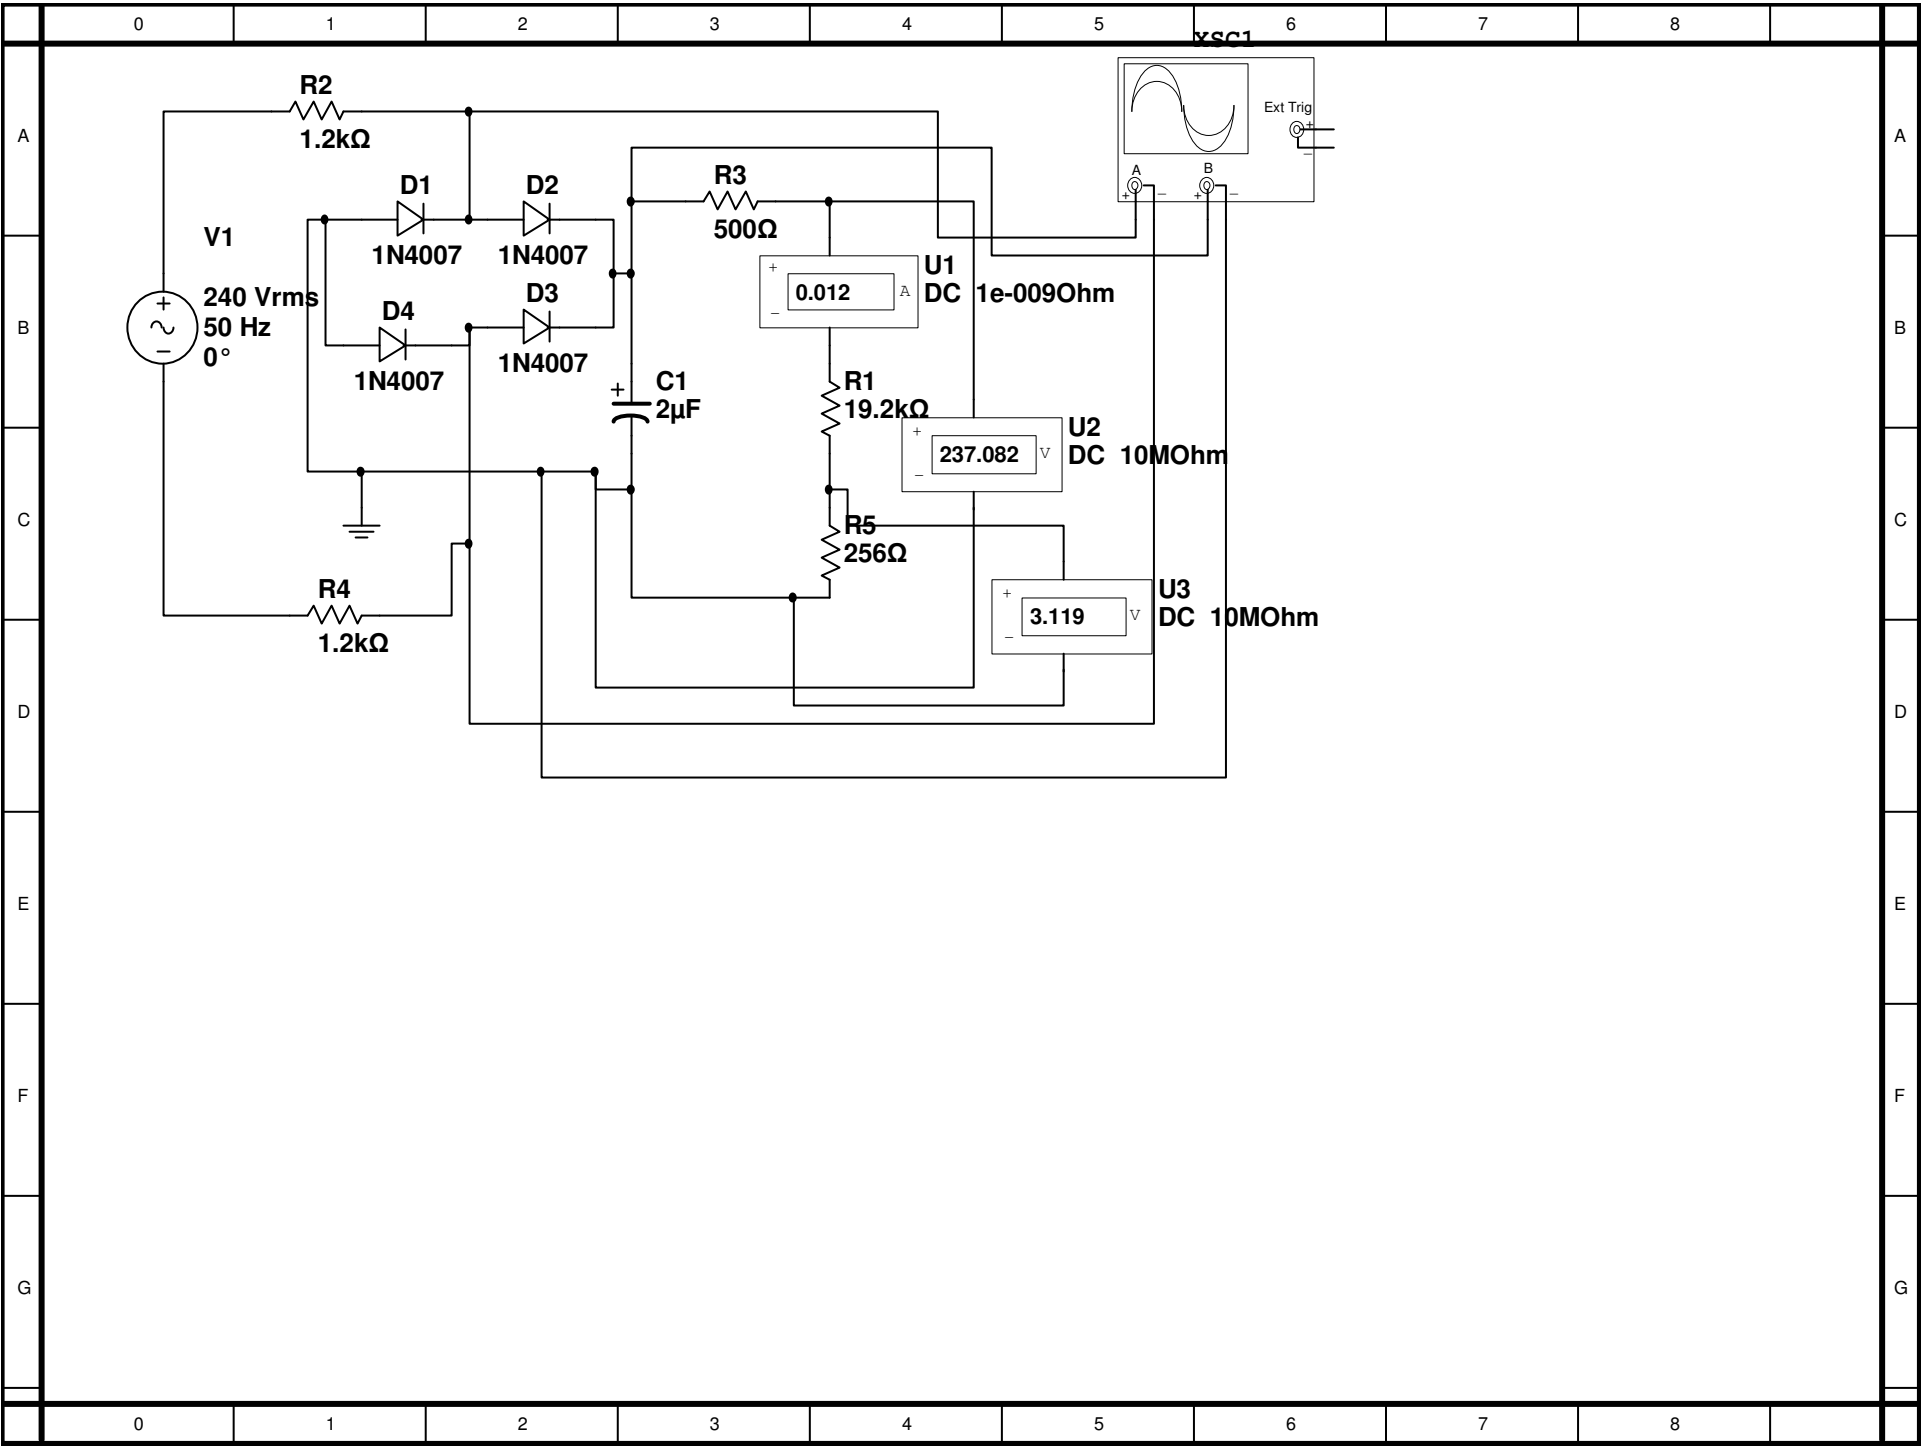 0 1 2 3 4 5 6 7 8
XSC1
A A
R2
1.2kΩ
Ext Trig
+
_
A B
+ _ + _
D1 D2
1N4007 1N4007
R3
500Ω
V1
+
240 Vrms
50 Hz
0°
B B
D4 D3
1N4007 1N4007
U1
+ 0.012 A
_
DC 1e-009Ohm
+
C1
2µF
R1
19.2kΩ
U2
+ 237.082 V
_
DC 10MOhm
C C
R5
256Ω
R4
1.2kΩ
U3
+ 3.119 V
_
DC 10MOhm
D D
E E
F F
G G
0 1 2 3 4 5 6 7 8